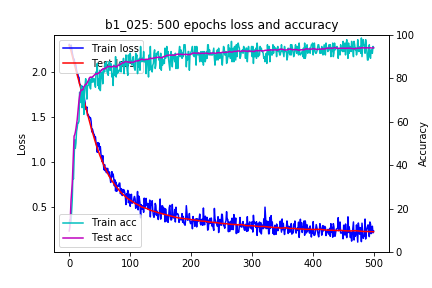 b1_025: 500 epochs loss and accuracy
Train loss
Test loss
Train acc
Test acc
Loss
2.0
1.5
1.0
0.5
Accuracy
100
80
60
40
20
0
0
100
200
300
400
500